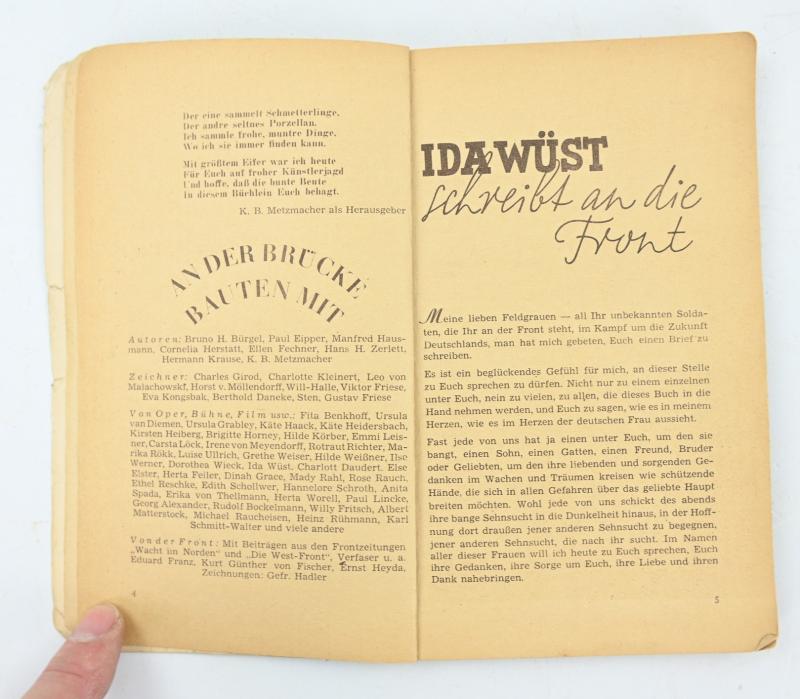 Der eine sammelt Schmetterlinge,
Der andre seltnes Porzellan.
Ich sammle frohe, muntre Dinge,
Wo ich sie immer finden kann.
Mit größtem Eifer war ich heute
Für Euch auf froher Künstlerjagd
Und hoffe, daß die bunte Beute
In diesem Büchlein Euch behagt.
K. B. Metzmacher als Herausgeber
AN DER BRÜCKE
BAUTEN MIT
Autoren: Bruno H. Bürgel, Paul Eipper, Manfred Haus-
mann, Cornelia Herstatt, Ellen Fechner, Hans H. Zerlett,
Hermann Krause, K. B. Metzmacher
Zeichner: Charles Girod, Charlotte Kleinert, Leo von
Malachowski, Horst v. Möllendorff, Will-Halle, Viktor Friese,
Eva Kongsbak, Berthold Daneke, Sten, Gustav Friese
Von Oper, Bühne, Film usw.: Fita Benkhoff, Ursula
van Diemen, Ursula Grabley, Käte Haack, Käte Heidersbach,
Kirsten Heiberg, Brigitte Horney, Hilde Körber, Emmi Leis-
ner, Carsta Löck, Irene von Meyendorff, Rotraut Richter, Ma-
rika Rökk, Luise Ullrich, Grethe Weiser, Hilde Weißner, Ilse
Werner, Dorothea Wieck, Ida Wüst, Charlott Daudert. Else
Elster, Herta Feiler, Dinah Grace, Mady Rahl, Rose Rauch,
Ethel Reschke, Edith Schollwer, Hannelore Schroth, Anita
Spada, Erika von Thellmann, Herta Worell, Paul Lincke,
Georg Alexander, Rudolf Bockelmann, Willy Fritsch, Albert
Matterstock, Michael Raucheisen, Heinz Rühmann, Karl
Schmitt-Walter und viele andere
Von der Front: Mit Beiträgen aus den Frontzeitungen
„Wacht im Norden" und „Die West-Front", Verfaser u. a.
Eduard Franz, Kurt Günther von Fischer, Ernst Heyda,
Zeichnungen: Gefr. Hadler
4
IDA WÜST
schreibt an die
Front
Meine lieben Feldgrauen — all Ihr unbekannten Solda-
ten, die Ihr an der Front steht, im Kampf um die Zukunft
Deutschlands, man hat mich gebeten, Euch einen Brief zu
schreiben.
Es ist ein beglückendes Gefühl für mich, an dieser Stelle
zu Euch sprechen zu dürfen. Nicht nur zu einem einzelnen
unter Euch, nein zu vielen, zu allen, die dieses Buch in die
Hand nehmen werden, und Euch zu sagen, wie es in meinem
Herzen, wie es im Herzen der deutschen Frau aussieht.
Fast jede von uns hat ja einen unter Euch, um den sie
bangt, einen Sohn, einen Gatten, einen Freund, Bruder
oder Geliebten, um den ihre liebenden und sorgenden Ge-
danken im Wachen und Träumen kreisen wie schützende
Hände, die sich in allen Gefahren über das geliebte Haupt
breiten möchten. Wohl jede von uns schickt des abends
ihre bange Sehnsucht in die Dunkelheit hinaus, in der Hoff-
nung dort draußen jener anderen Sehnsucht zu begegnen,
jener anderen Sehnsucht, die nach ihr sucht. Im Namen
aller dieser Frauen will ich heute zu Euch sprechen, Euch
ihre Gedanken, ihre Sorge um Euch, ihre Liebe und ihren
Dank nahebringen.
5